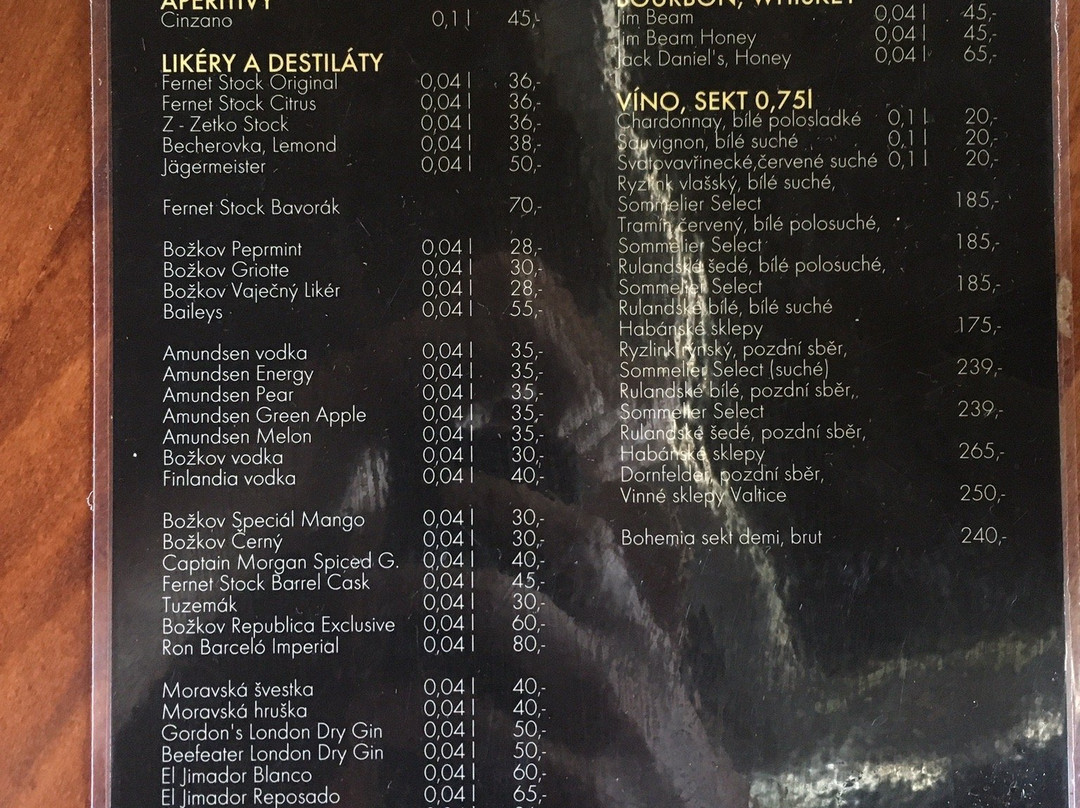 APERITIVY
Cinzano 0,1 l 45,-
LIKÉRY A DESTILÁTY
Fernet Stock Original 0,04 l 36,-
Fernet Stock Citrus 0,04 l 36,-
Z - Zetko Stock 0,04 l 36,-
Becherovka, Lemond 0,04 l 38,-
Jägermeister 0,04 l 50,-
Fernet Stock Bavorák 70,-
Božkov Peprmint 0,04 l 28,-
Božkov Griotte 0,04 l 30,-
Božkov Vaječný Likér 0,04 l 28,-
Baileys 0,04 l 55,-
Amundsen vodka 0,04 l 35,-
Amundsen Energy 0,04 l 35,-
Amundsen Pear 0,04 l 35,-
Amundsen Green Apple 0,04 l 35,-
Amundsen Melon 0,04 l 35,-
Božkov vodka 0,04 l 30,-
Finlandia vodka 0,04 l 40,-
Božkov Speciál Mango 0,04 l 30,-
Božkov Černý 0,04 l 30,-
Captain Morgan Spiced G. 0,04 l 40,-
Fernet Stock Barrel Cask 0,04 l 45,-
Tuzemák 0,04 l 30,-
Božkov Republica Exclusive 0,04 l 60,-
Ron Barceló Imperial 0,04 l 80,-
Moravská švestka 0,04 l 40,-
Moravská hruška 0,04 l 40,-
Gordon's London Dry Gin 0,04 l 50,-
Beefeater London Dry Gin 0,04 l 50,-
El Jimador Blanco 0,04 l 60,-
El Jimador Reposado 0,04 l 65,-
BOURBON, WHISKEY
Jim Beam 0,04 l 45,-
Jim Beam Honey 0,04 l 45,-
Jack Daniel's, Honey 0,04 l 65,-
VÍNO, SEKT 0,75l
Chardonnay, bílé polosladké 0,1 l 20,-
Sauvignon, bílé suché 0,1 l 20,-
Svatovavřinecké,červené suché 0,1 l 20,-
Ryzlink vlašský, bílé suché,
Sommelier Select 185,-
Tramín červený, bílé polosuché,
Sommelier Select 185,-
Rulandské šedé, bílé polosuché,
Sommelier Select 185,-
Rulandské bílé, bílé suché
Habánské sklepy 175,-
Ryzlink rýnský, pozdní sběr,
Sommelier Select (suché) 239,-
Rulandské bílé, pozdní sběr,.
Sommelier Select 239,-
Rulandské šedé, pozdní sběr,
Habánské sklepy 265,-
Dornfelder, pozdní sběr,
Vinné sklepy Valtice 250,-
Bohemia sekt demi, brut 240,-